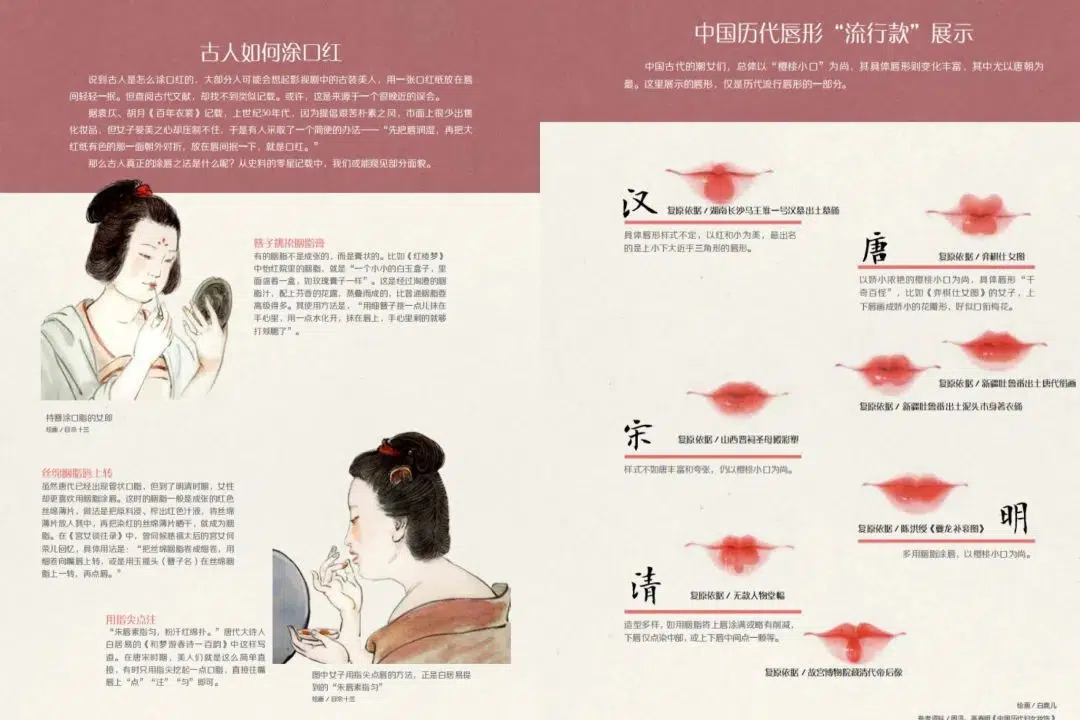 古人如何涂口红
说到古人是怎么涂口红的，大部分人可能会想起影视剧中的古装美人，用一张口红纸放在唇
间轻轻一抿。但查阅古代文献，却找不到类似记载。或许，这是来源于一个很晚近的误会。
据袁仄、胡月《百年衣裳》记载，上世纪50年代，因为提倡艰苦朴素之风，市面上很少出售
化妆品，但女子爱美之心却压制不住，于是有人采取了一个简便的办法——“先把唇润湿，再把大
红纸有色的那一面朝外对折，放在唇间抿一下，就是口红。”
那么古人真正的涂唇之法是什么呢？从史料的零星记载中，我们或能窥见部分面貌。
簪子挑染胭脂膏
有的胭脂不是成张的，而是膏状的。比如《红楼梦》
中怡红院里的胭脂，就是“一个小小的白玉盒子，里
面盛着一盒，如玫瑰膏子一样”。这是经过淘澄的胭
脂汁，配上芬香的花露，蒸叠而成的，比普通胭脂要
高级得多。其使用方法是，“用细簪子挑一点儿抹在
手心里，用一点水化开，抹在唇上，手心里剩的就够
打颊腮了”。
持簪涂口脂的女郎
绘画／目宗十三
丝绵胭脂唇上转
虽然唐代已经出现管状口脂，但到了明清时期，女性
却更喜欢用胭脂涂唇。这时的胭脂一般是成张的红色
丝绵薄片，做法是把原料浸、榨出红色汁液，将丝绵
薄片放入其中，再把染红的丝绵薄片晒干，就成为胭
脂。在《宫女谈往录》中，曾伺候慈禧太后的宫女何
荣儿回忆，具体用法是：“把丝绵胭脂卷成细卷，用
细卷向嘴唇上转，或是用玉搔头（簪子名）在丝绵胭
脂上一转，再点唇。”
用指尖点注
“朱唇素指匀，粉汗红绵扑。”唐代大诗人
白居易的《和梦游春诗一百韵》中这样写
道。在唐宋时期，美人们就是这么简单直
接，有时只用指尖挖起一点口脂，直接往嘴
唇上“点”“注”“匀”即可。
图中女子用指尖点唇的方法，正是白居易提
到的“朱唇素指匀”
绘画／目宗十三
中国历代唇形“流行款”展示
中国古代的潮女们，总体以“樱桃小口”为尚，其具体唇形则变化丰富，其中尤以唐朝为
最。这里展示的唇形，仅是历代流行唇形的一部分。
汉
复原依据／湖南长沙马王堆一号汉墓出土墓俑
具体唇形样式不定，以红和小为美，最出名
的是上小下大近乎三角形的唇形。
唐
复原依据／弈棋仕女图
以娇小浓艳的樱桃小口为尚，具体唇形“千
奇百怪”，比如《弈棋仕女图》的女子，上
下唇画成娇小的花瓣形，好似口衔梅花。
复原依据／新疆吐鲁番出土唐代绢画
复原依据／新疆吐鲁番出土泥头木身著衣俑
宋
复原依据／山西晋祠圣母殿彩塑
样式不如唐丰富和夸张，仍以樱桃小口为尚。
明
复原依据／陈洪绶《夔龙补衮图》
多用胭脂涂唇，以樱桃小口为尚。
清
复原依据／无款人物堂幅
造型多样，如用胭脂将上唇涂满或略有削减，
下唇仅点染中部，或上下唇中间点一颗等。
复原依据／故宫博物院藏清代帝后像
绘画／白鹿儿